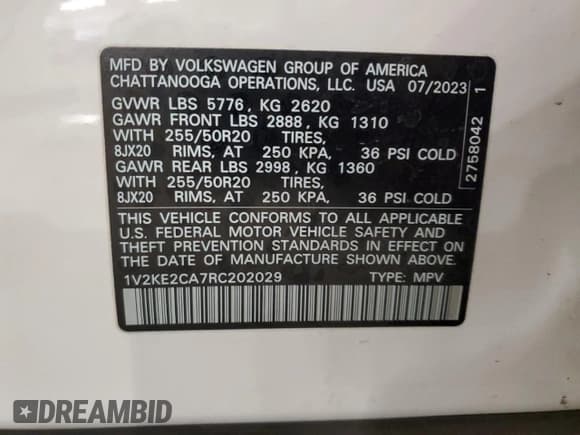 MFD BY VOLKSWAGEN GROUP OF AMERICA
CHATTANOOGA OPERATIONS, LLC. USA 07/2023
GVWR LBS 5776, KG 2620
GAWR FRONT LBS 2888, KG 1310
WITH 255/50R20 TIRES,
8JX20 RIMS, AT 250 KPA, 36 PSI COLD
GAWR REAR LBS 2998, KG 1360
WITH 255/50R20 TIRES,
8JX20 RIMS, AT 250 KPA, 36 PSI COLD
THIS VEHICLE CONFORMS TO ALL APPLICABLE
U.S. FEDERAL MOTOR VEHICLE SAFETY AND
THEFT PREVENTION STANDARDS IN EFFECT ON
THE DATE OF MANUFACTURE SHOWN ABOVE.
1V2KE2CA7RC202029 TYPE: MPV
2758042 1
DREAMBID